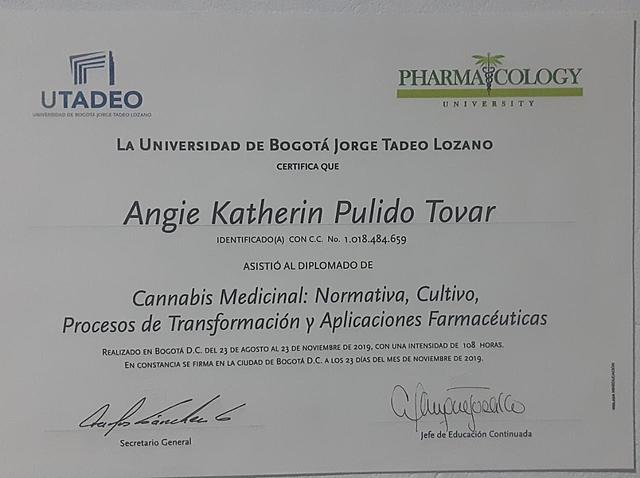 UTADEO
UNIVERSIDAD DE BOGOTÁ JORGE TADEO LOZANO
PHARMACOLOGY
UNIVERSITY
LA UNIVERSIDAD DE BOGOTÁ JORGE TADEO LOZANO
CERTIFICA QUE
Angie Katherin Pulido Tovar
IDENTIFICADO(A) CON C.C. No. 1.018.484.659
ASISTIÓ AL DIPLOMADO DE
Cannabis Medicinal: Normativa, Cultivo,
Procesos de Transformación y Aplicaciones Farmacéuticas
REALIZADO EN BOGOTÁ D.C. DEL 23 DE AGOSTO AL 23 DE NOVIEMBRE DE 2019, CON UNA INTENSIDAD DE 108 HORAS.
EN CONSTANCIA SE FIRMA EN LA CIUDAD DE BOGOTÁ D.C. A LOS 23 DÍAS DEL MES DE NOVIEMBRE DE 2019.
Secretario General
Jefe de Educación Continuada